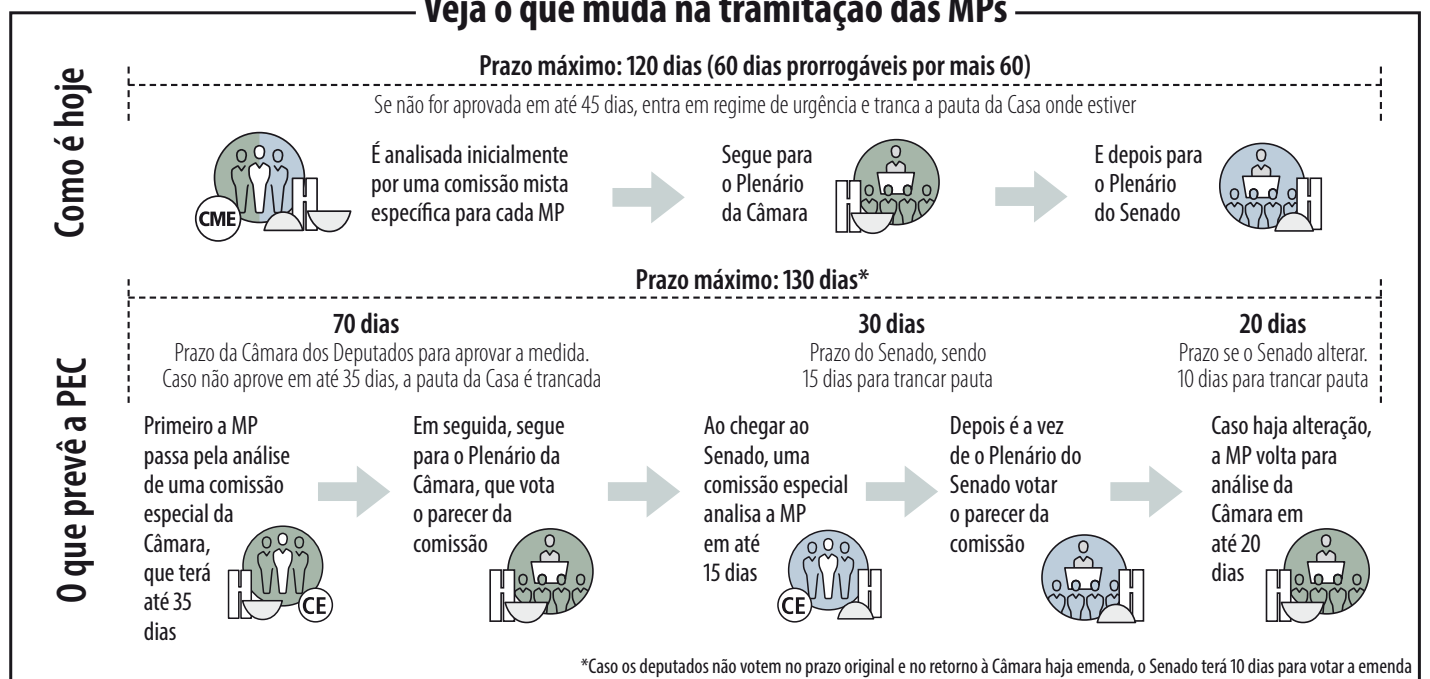 Veja o que muda na tramitação das MPs
Como é hoje
Prazo máximo: 120 dias (60 dias prorrogáveis por mais 60)
Se não for aprovada em até 45 dias, entra em regime de urgência e tranca a pauta da Casa onde estiver
CME
É analisada inicialmente
por uma comissão mista
específica para cada MP
Segue para
o Plenário
da Câmara
E depois para
o Plenário
do Senado
O que prevê a PEC
Prazo máximo: 130 dias*
70 dias
Prazo da Câmara dos Deputados para aprovar a medida.
Caso não aprove em até 35 dias, a pauta da Casa é trancada
30 dias
Prazo do Senado, sendo
15 dias para trancar pauta
20 dias
Prazo se o Senado alterar.
10 dias para trancar pauta
Primeiro a MP
passa pela análise
de uma comissão
especial da
Câmara,
que terá
até 35
dias
CE
Em seguida, segue
para o Plenário da
Câmara, que vota
o parecer da
comissão
Ao chegar ao
Senado, uma
comissão especial
analisa a MP
em até
15 dias
CE
Depois é a vez
de o Plenário do
Senado votar
o parecer da
comissão
Caso haja alteração,
a MP volta para
análise da
Câmara em
até 20
dias
*Caso os deputados não votem no prazo original e no retorno à Câmara haja emenda, o Senado terá 10 dias para votar a emenda